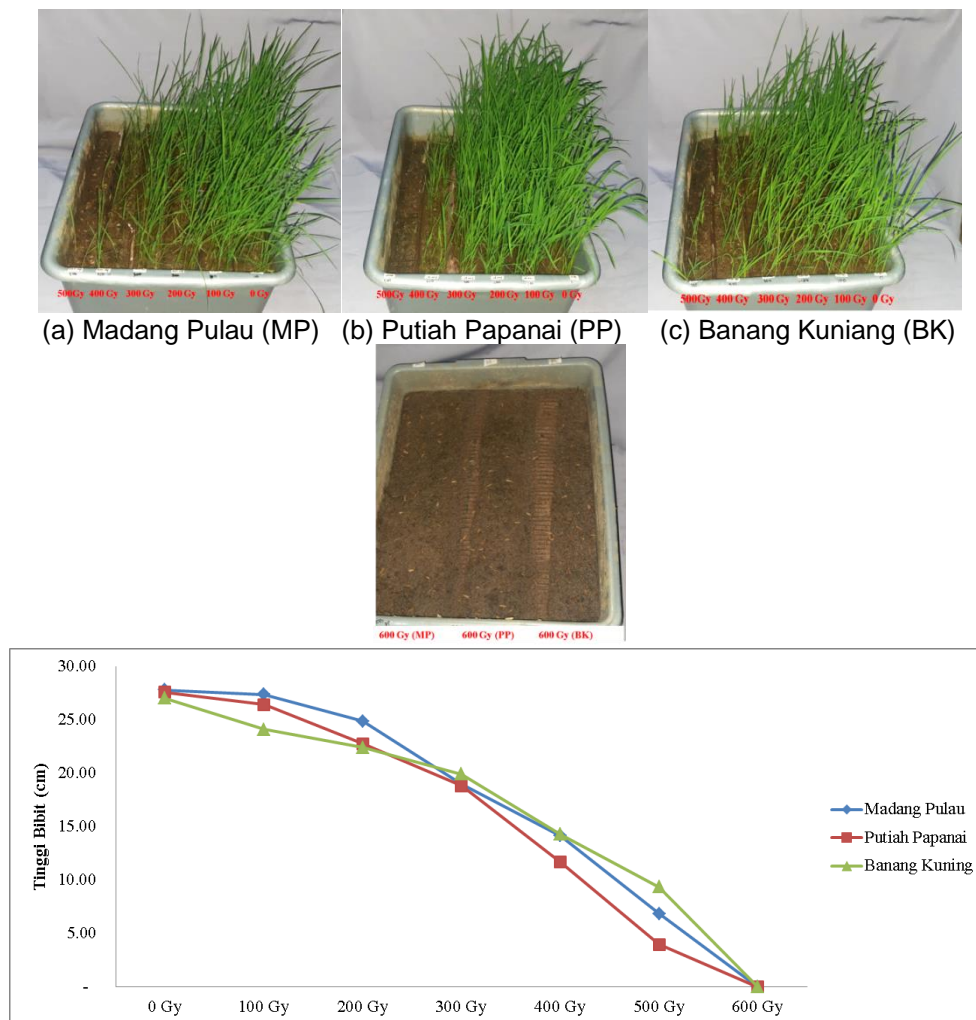 500Gy 400 Gy 300 Gy 200 Gy 100 Gy 0 Gy
500 Gy 400 Gy 300 Gy 200 Gy 100 Gy 0 Gy
500 Gy 400 Gy 300 Gy 200 Gy 100 Gy 0 Gy
(a) Madang Pulau (MP) (b) Putiah Papanai (PP) (c) Banang Kuniang (BK)
600 Gy (MP) 600 Gy (PP) 600 Gy (BK)
30.00
25.00
20.00
15.00
10.00
5.00
-
Tinggi Bibit (cm)
0 Gy 100 Gy 200 Gy 300 Gy 400 Gy 500 Gy 600 Gy
Madang Pulau
Putiah Papanai
Banang Kuning